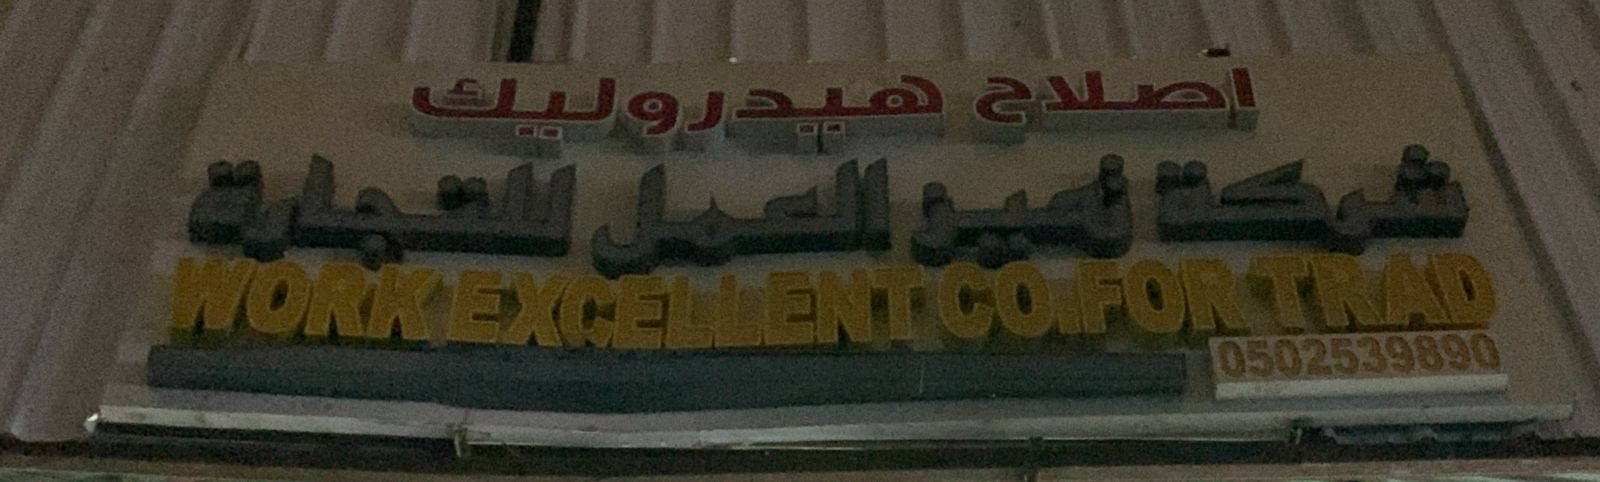 اصلاح هيدروليك
شركة تميز العمل للتجارة
WORK EXCELLENT CO.FOR TRAD
0502539890